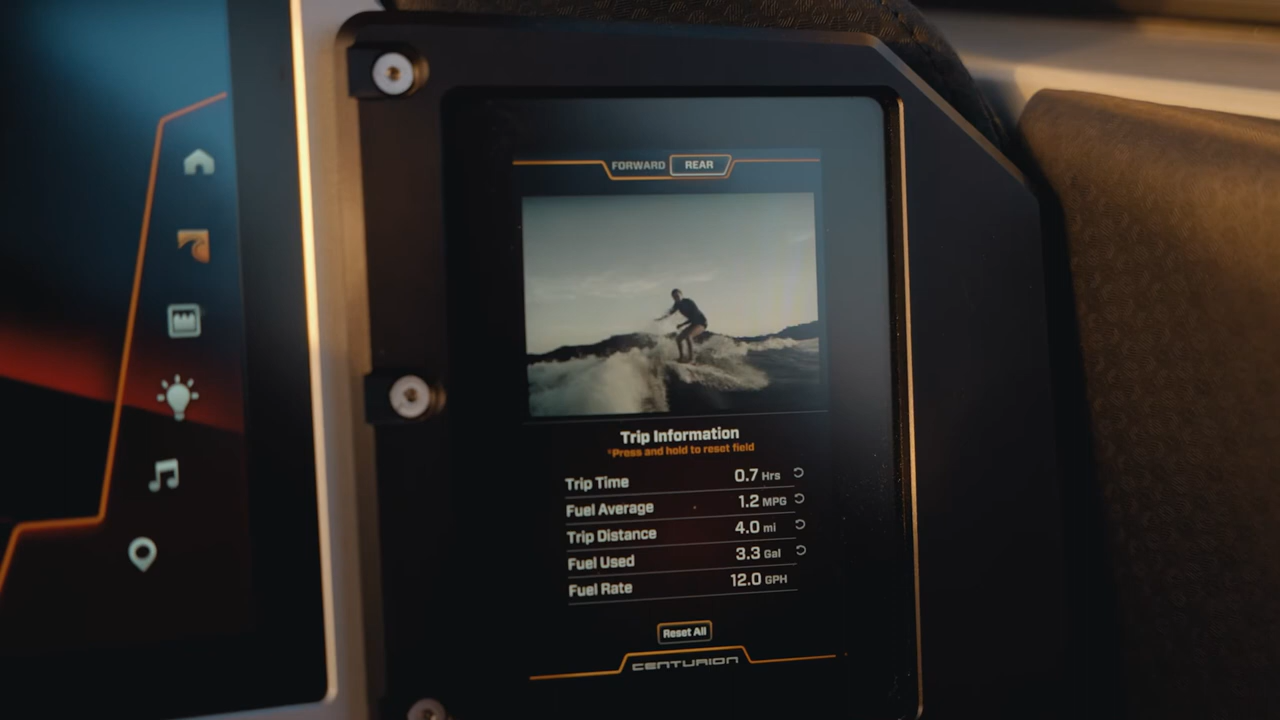 FORWARD REAR
Trip Information
*Press and hold to reset field
Trip Time 0.7 Hrs
Fuel Average 1.2 MPG
Trip Distance 4.0 mi
Fuel Used 3.3 Gal
Fuel Rate 12.0 GPH
Reset All
CENTURION